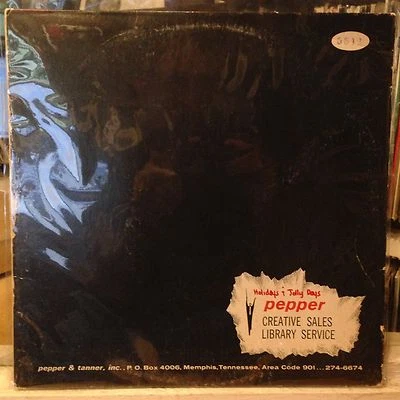 5512
Holidays & Jolly Days
pepper
CREATIVE SALES
LIBRARY SERVICE
pepper & tanner, inc. . P. O. Box 4006, Memphis, Tennessee, Area Code 901 . . . 274-6674